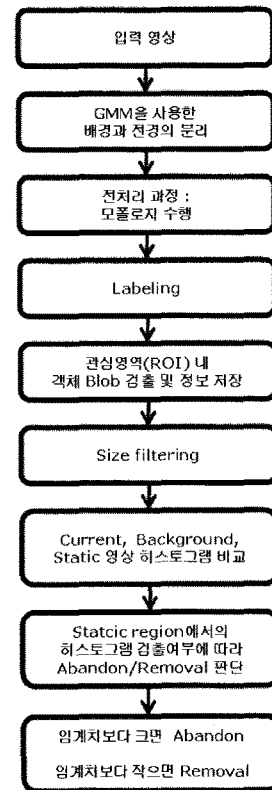 입력 영상
GMM을 사용한
배경과 전경의 분리
전처리 과정 :
모폴로지 수행
Labeling
관심영역(ROI) 내
객체 Blob 검출 및 정보 저장
Size filtering
Current, Background,
Static 영상 히스토그램 비교
Statcic region에서의
히스토그램 검출여부에 따라
Abandon/Removal 판단
임계치보다 크면 Abandon
임계치보다 작으면 Removal